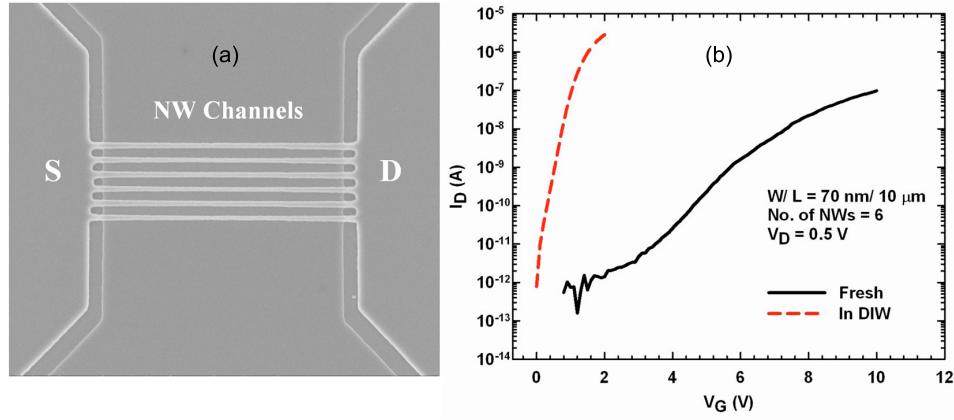 (a)
NW Channels
S
D
(b)
10⁻⁵
10⁻⁶
10⁻⁷
10⁻⁸
10⁻⁹
10⁻¹⁰
10⁻¹¹
10⁻¹²
10⁻¹³
10⁻¹⁴
I_D (A)
W/ L = 70 nm/ 10 μm
No. of NWs = 6
V_D = 0.5 V
Fresh
In DIW
0 2 4 6 8 10 12
V_G (V)